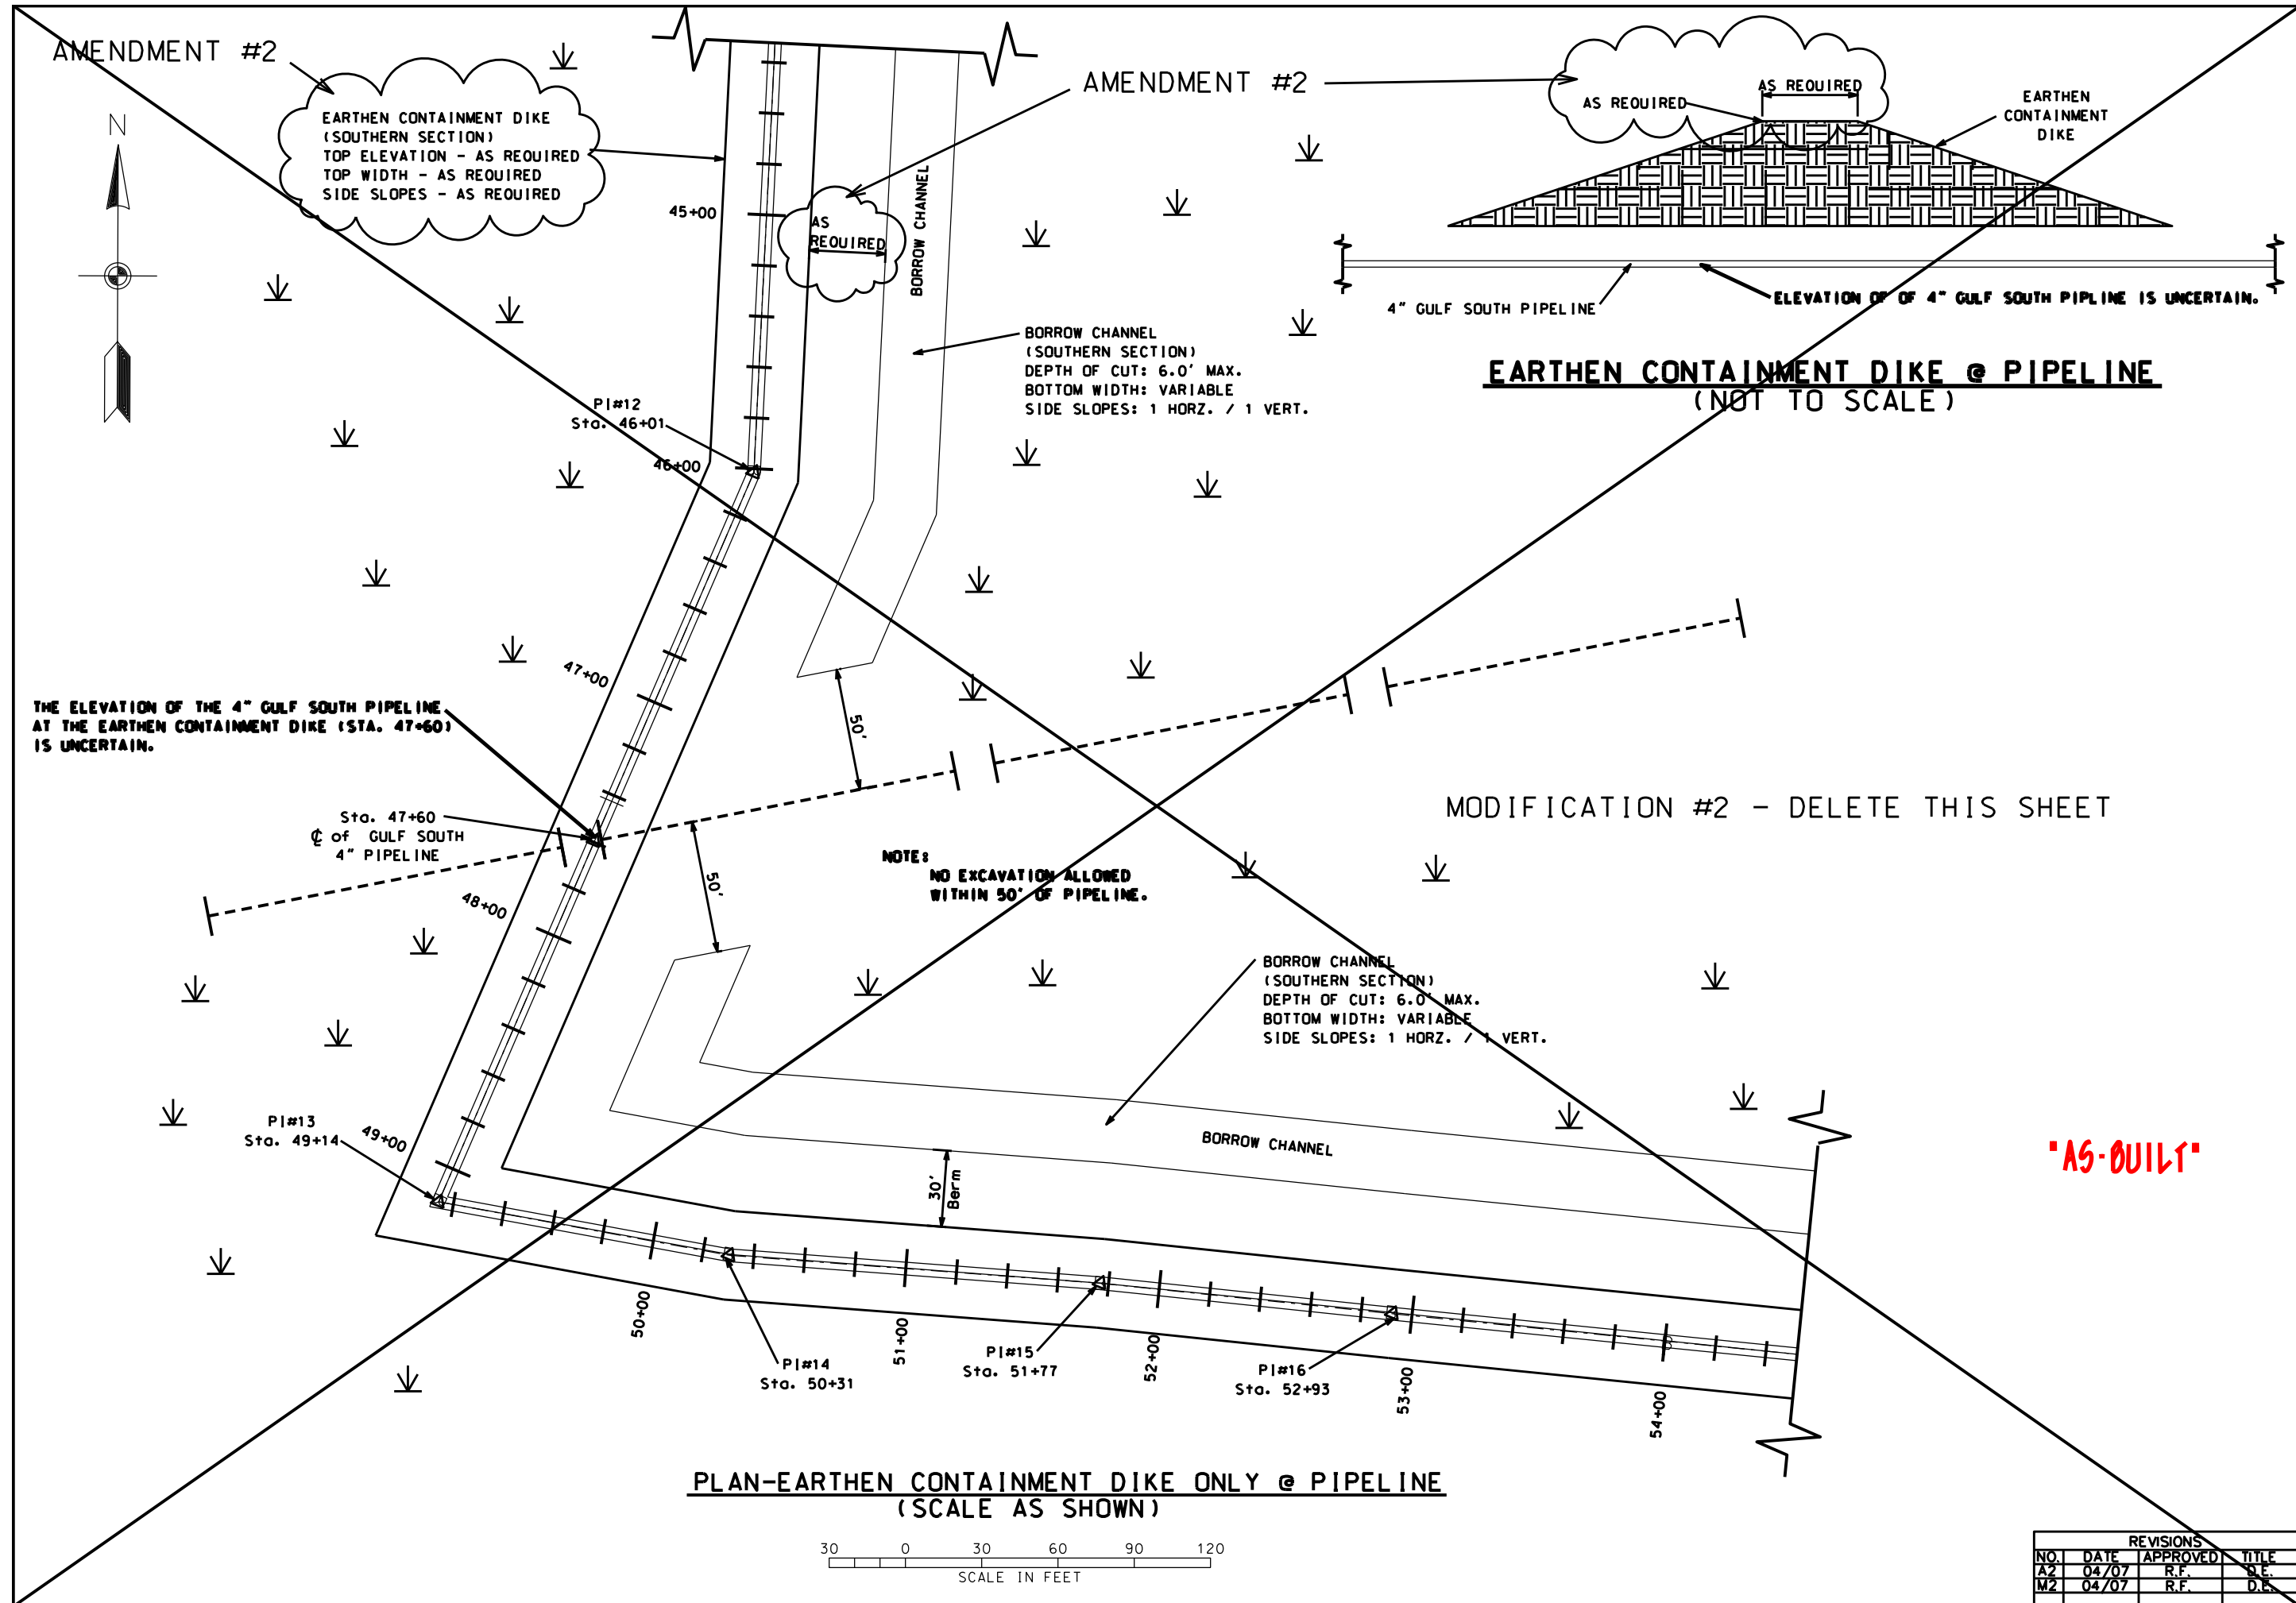 AMENDMENT #2
EARTHEN CONTAINMENT DIKE
(SOUTHERN SECTION)
TOP ELEVATION - AS REQUIRED
TOP WIDTH - AS REQUIRED
SIDE SLOPES - AS REQUIRED
N
AMENDMENT #2
AS REQUIRED
AS REQUIRED
EARTHEN
CONTAINMENT
DIKE
4" GULF SOUTH PIPELINE
ELEVATION OF OF 4" GULF SOUTH PIPLINE IS UNCERTAIN.
EARTHEN CONTAINMENT DIKE @ PIPELINE
(NOT TO SCALE)
45+00
AS
REQUIRED
BORROW CHANNEL
BORROW CHANNEL
(SOUTHERN SECTION)
DEPTH OF CUT: 6.0' MAX.
BOTTOM WIDTH: VARIABLE
SIDE SLOPES: 1 HORZ. / 1 VERT.
PI#12
Sta. 46+01
46+00
47+00
50'
THE ELEVATION OF THE 4" GULF SOUTH PIPELINE
AT THE EARTHEN CONTAINMENT DIKE (STA. 47+60)
IS UNCERTAIN.
Sta. 47+60
℄ of GULF SOUTH
4" PIPELINE
48+00
50'
NOTE:
NO EXCAVATION ALLOWED
WITHIN 50' OF PIPELINE.
MODIFICATION #2 - DELETE THIS SHEET
BORROW CHANNEL
(SOUTHERN SECTION)
DEPTH OF CUT: 6.0' MAX.
BOTTOM WIDTH: VARIABLE
SIDE SLOPES: 1 HORZ. / 1 VERT.
PI#13
Sta. 49+14
49+00
BORROW CHANNEL
30'
Berm
"AS-BUILT"
50+00
PI#14
Sta. 50+31
51+00
PI#15
Sta. 51+77
52+00
PI#16
Sta. 52+93
53+00
54+00
PLAN-EARTHEN CONTAINMENT DIKE ONLY @ PIPELINE
(SCALE AS SHOWN)
30 0 30 60 90 120
SCALE IN FEET
REVISIONS
NO. DATE APPROVED TITLE
A2 04/07 R.F. D.E.
M2 04/07 R.F. D.E.